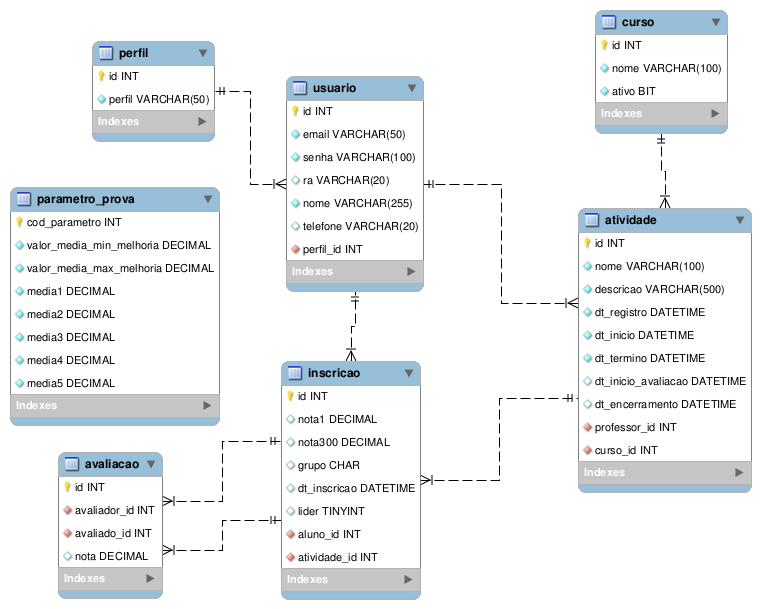 perfil
id INT
perfil VARCHAR(50)
Indexes
usuario
id INT
email VARCHAR(50)
senha VARCHAR(100)
ra VARCHAR(20)
nome VARCHAR(255)
telefone VARCHAR(20)
perfil_id INT
Indexes
curso
id INT
nome VARCHAR(100)
ativo BIT
Indexes
parametro_prova
cod_parametro INT
valor_media_min_melhoria DECIMAL
valor_media_max_melhoria DECIMAL
media1 DECIMAL
media2 DECIMAL
media3 DECIMAL
media4 DECIMAL
media5 DECIMAL
Indexes
atividade
id INT
nome VARCHAR(100)
descricao VARCHAR(500)
dt_registro DATETIME
dt_inicio DATETIME
dt_termino DATETIME
dt_inicio_avaliacao DATETIME
dt_encerramento DATETIME
professor_id INT
curso_id INT
Indexes
inscricao
id INT
nota1 DECIMAL
nota300 DECIMAL
grupo CHAR
dt_inscricao DATETIME
lider TINYINT
aluno_id INT
atividade_id INT
Indexes
avaliacao
id INT
avaliador_id INT
avaliado_id INT
nota DECIMAL
Indexes